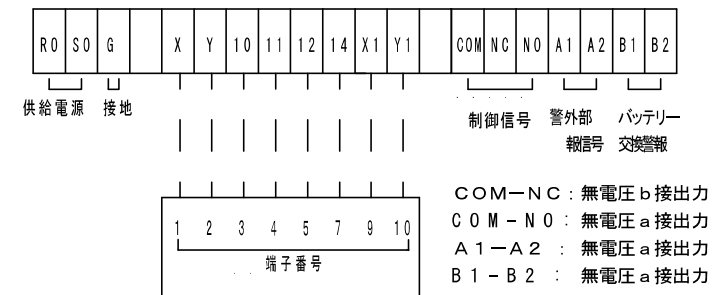 R0 S0 G X Y 10 11 12 14 X1 Y1 COM NC NO A1 A2 B1 B2
供給電源 接地
制御信号 警外部 バッテリー
報信号 交換警報
COM－NC：無電圧b接出力
1 2 3 4 5 7 9 10
COM－NO：無電圧a接出力
端子番号
A1－A2：無電圧a接出力
B1－B2：無電圧a接出力